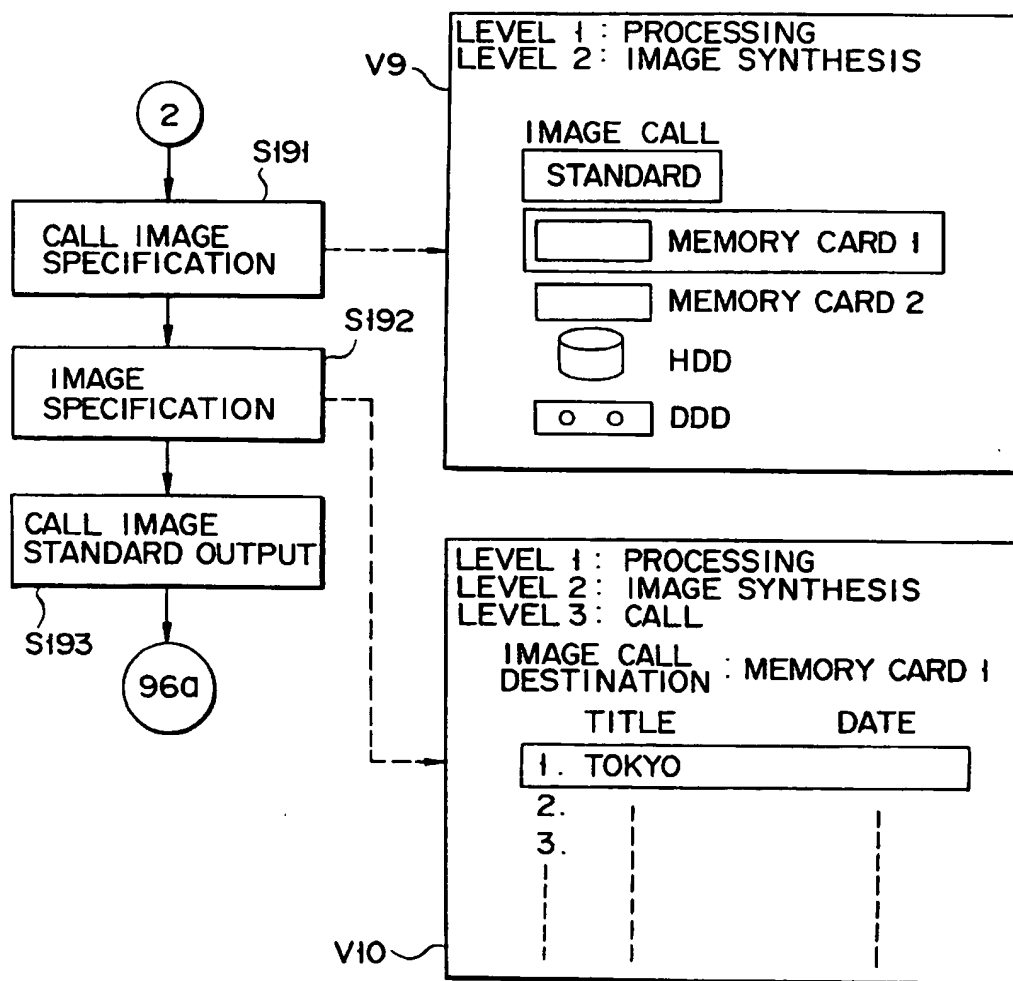 2
S191
CALL IMAGE
SPECIFICATION
S192
IMAGE
SPECIFICATION
CALL IMAGE
STANDARD OUTPUT
S193
96a
V9
LEVEL 1 : PROCESSING
LEVEL 2 : IMAGE SYNTHESIS
IMAGE CALL
STANDARD
MEMORY CARD 1
MEMORY CARD 2
HDD
DDD
V10
LEVEL 1 : PROCESSING
LEVEL 2 : IMAGE SYNTHESIS
LEVEL 3 : CALL
IMAGE CALL
DESTINATION : MEMORY CARD 1
TITLE DATE
1. TOKYO
2.
3.